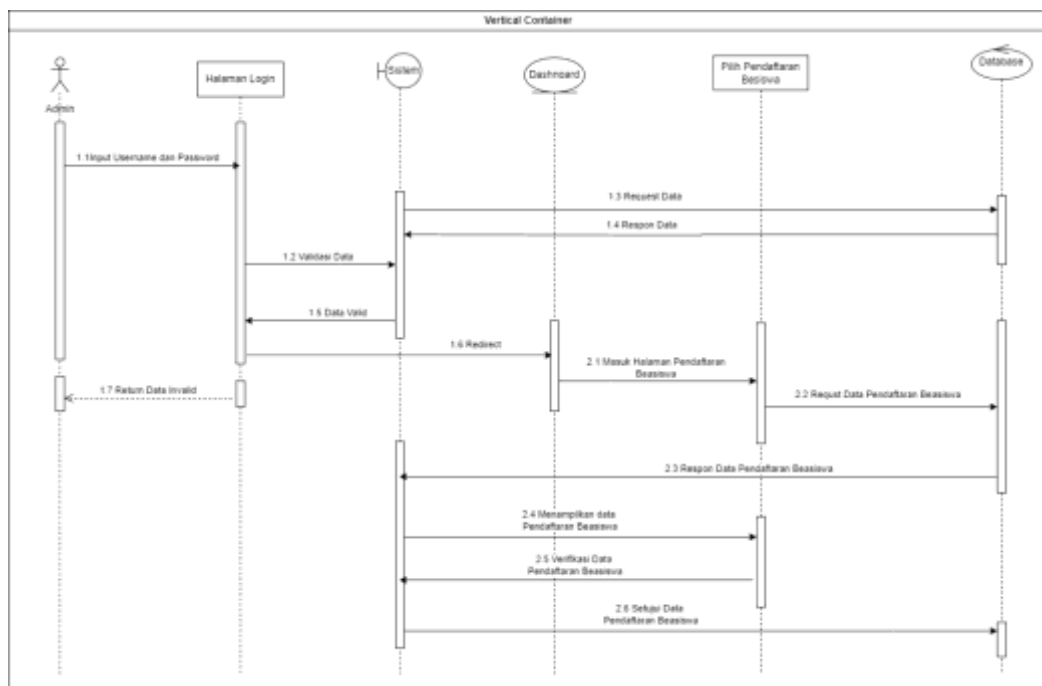 Vertical Container
Admin
Halaman Login
Sistem
Dashnoard
Pilih Pendaftaran
Besiswa
Database
1.1Input Username dan Password
1.3 Request Data
1.4 Respon Data
1.2 Validasi Data
1.5 Data Valid
1.6 Redirect
2.1 Masuk Halaman Pendaftaran
Beasiswa
1.7 Return Data Invalid
2.2 Requst Data Pendaftaran Beasiswa
2.3 Respon Data Pendaftaran Beasiswa
2.4 Menampilkan data
Pendaftaran Beasiswa
2.5 Verifikasi Data
Pendaftaran Beasiswa
2.6 Setujui Data
Pendaftaran Beasiswa